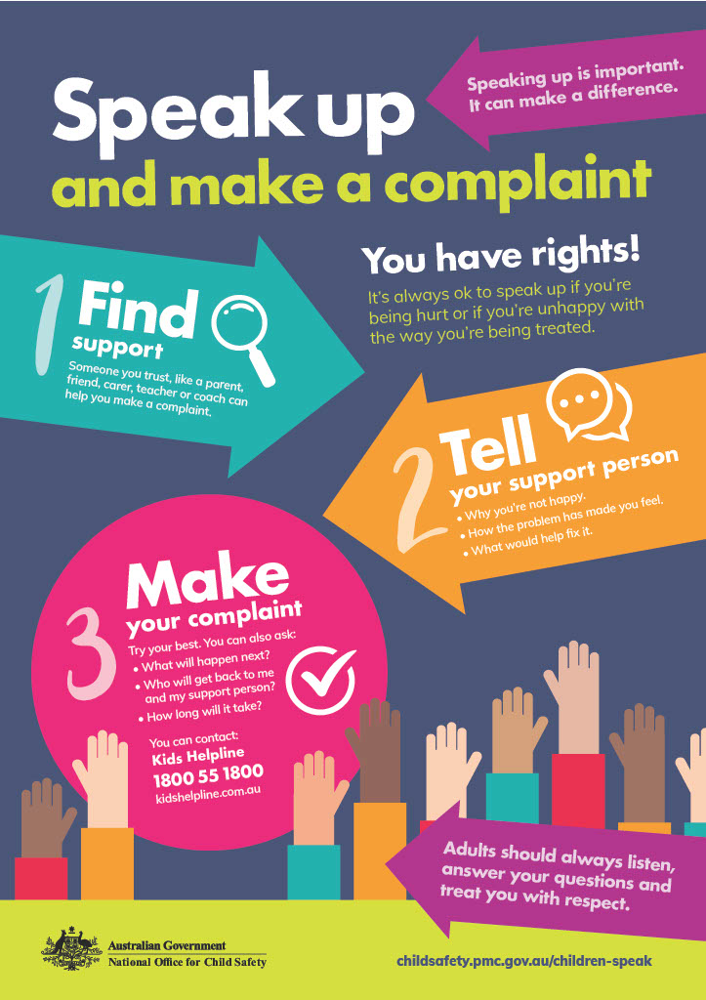 Speaking up is important.
It can make a difference.
Speak up
and make a complaint
You have rights!
It's always ok to speak up if you're
being hurt or if you're unhappy with
the way you're being treated.
1
Find
support
Someone you trust, like a parent,
friend, carer, teacher or coach can
help you make a complaint.
2
Tell
your support person
• Why you're not happy.
• How the problem has made you feel.
• What would help fix it.
3
Make
your complaint
Try your best. You can also ask:
• What will happen next?
• Who will get back to me
and my support person?
• How long will it take?
You can contact:
Kids Helpline
1800 55 1800
kidshelpline.com.au
Adults should always listen,
answer your questions and
treat you with respect.
Australian Government
National Office for Child Safety
childsafety.pmc.gov.au/children-speak